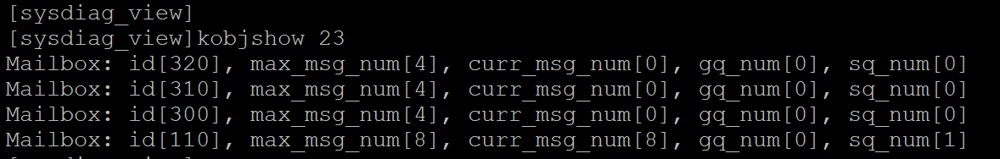 [sysdiag_view]
[sysdiag_view]kobjshow 23
Mailbox: id[320], max_msg_num[4], curr_msg_num[0], gq_num[0], sq_num[0]
Mailbox: id[310], max_msg_num[4], curr_msg_num[0], gq_num[0], sq_num[0]
Mailbox: id[300], max_msg_num[4], curr_msg_num[0], gq_num[0], sq_num[0]
Mailbox: id[110], max_msg_num[8], curr_msg_num[8], gq_num[0], sq_num[1]